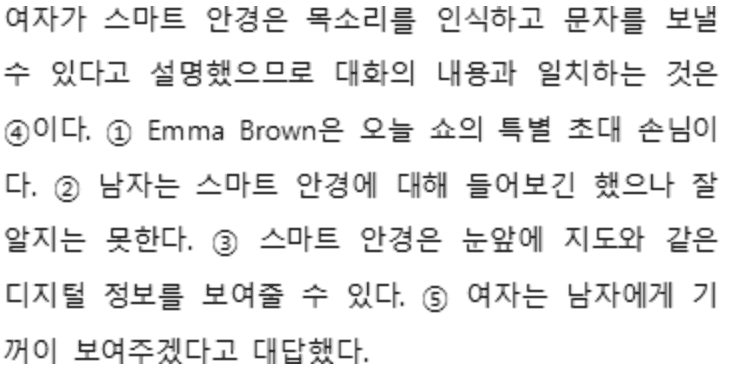 여자가 스마트 안경은 목소리를 인식하고 문자를 보낼
수 있다고 설명했으므로 대화의 내용과 일치하는 것은
④이다. ① Emma Brown은 오늘 쇼의 특별 초대 손님이
다. ② 남자는 스마트 안경에 대해 들어보긴 했으나 잘
알지는 못한다. ③ 스마트 안경은 눈앞에 지도와 같은
디지털 정보를 보여줄 수 있다. ⑤ 여자는 남자에게 기
꺼이 보여주겠다고 대답했다.